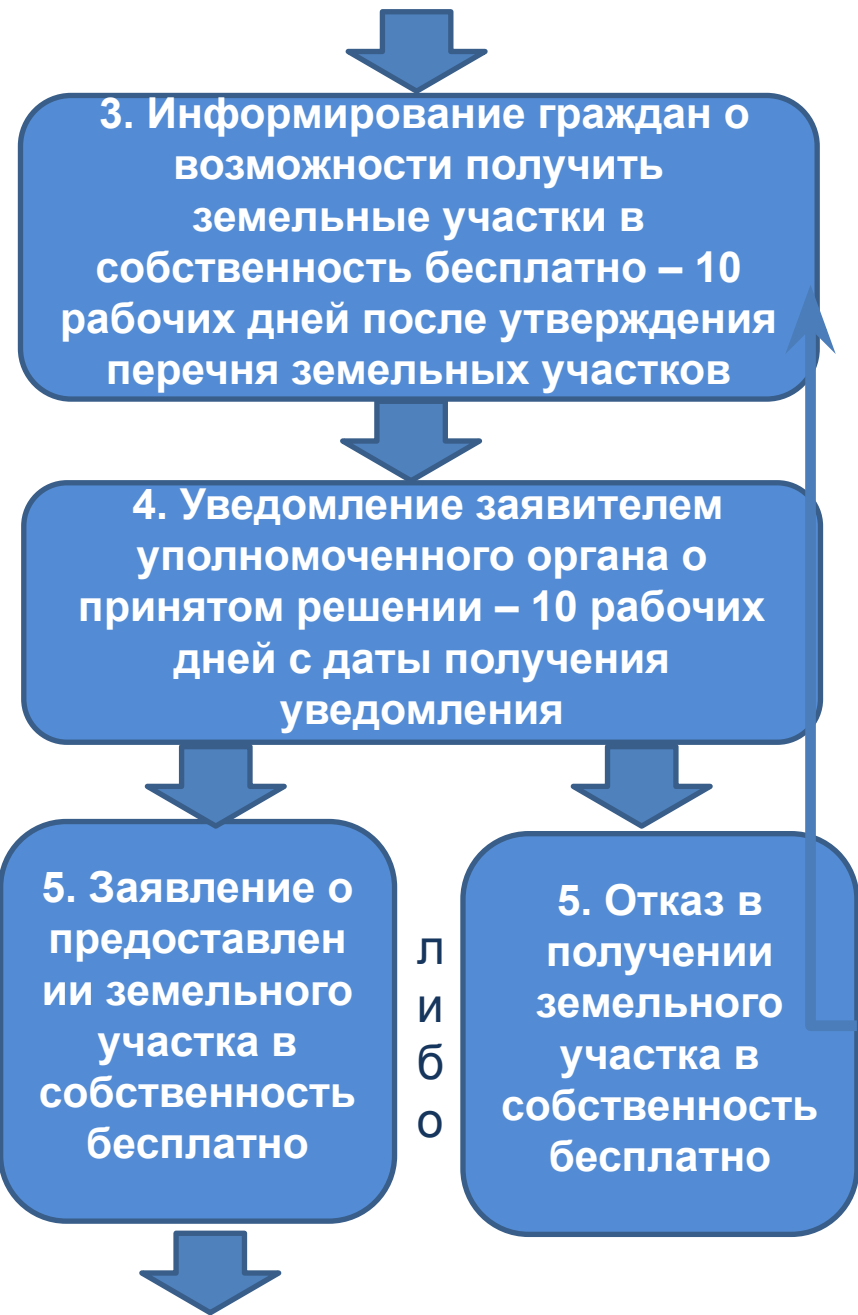 3. Информирование граждан о
возможности получить
земельные участки в
собственность бесплатно – 10
рабочих дней после утверждения
перечня земельных участков
4. Уведомление заявителем
уполномоченного органа о
принятом решении – 10 рабочих
дней с даты получения
уведомления
5. Заявление о
предоставлен
ии земельного
участка в
собственность
бесплатно
л
и
б
о
5. Отказ в
получении
земельного
участка в
собственность
бесплатно